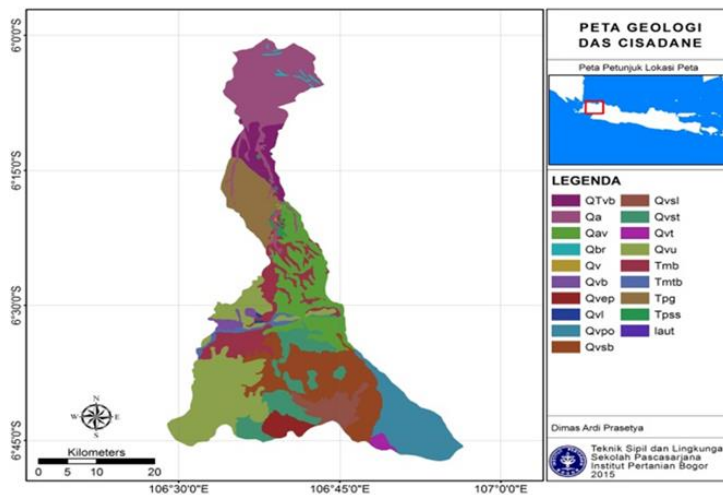 6°0'0"S
6°15'0"S
6°30'0"S
6°45'0"S
106°30'0"E
106°45'0"E
107°0'0"E
N
W E
S
Kilometers
0 5 10 20
PETA GEOLOGI
DAS CISADANE
Peta Petunjuk Lokasi Peta
LEGENDA
QTvb
Qa
Qav
Qbr
Qv
Qvb
Qvep
Qvl
Qvpo
Qvsb
Qvsl
Qvst
Qvt
Qvu
Tmb
Tmtb
Tpg
Tpss
laut
Dimas Ardi Prasetya
Teknik Sipil dan Lingkunga
Sekolah Pascasarjana
Institut Pertanian Bogor
2015